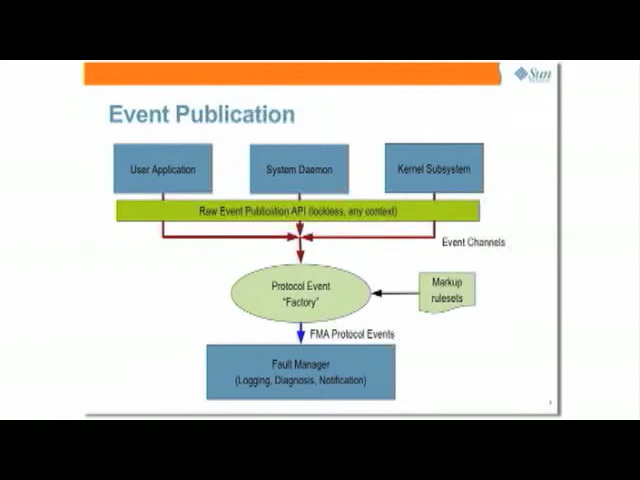 Sun
Event Publication
User Application
System Daemon
Kernel Subsystem
Raw Event Publication API (lockless, any context)
Event Channels
Protocol Event
"Factory"
Markup
rulesets
FMA Protocol Events
Fault Manager
(Logging, Diagnosis, Notification)